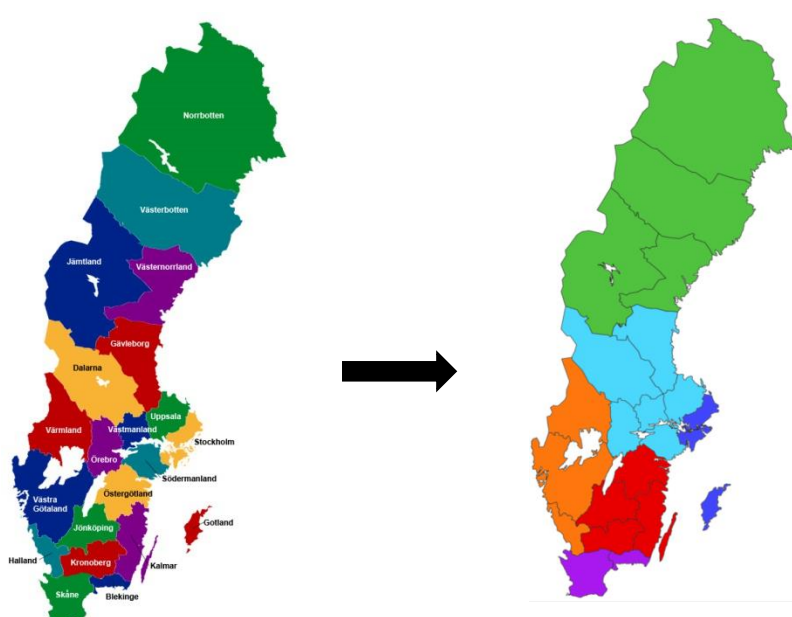 Norrbotten
Västerbotten
Jämtland
Västernorrland
Gävleborg
Dalarna
Uppsala
Värmland
Västmanland
Stockholm
Örebro
Södermanland
Östergötland
Västra
Götaland
Gotland
Jönköping
Halland
Kronoberg
Kalmar
Skåne
Blekinge